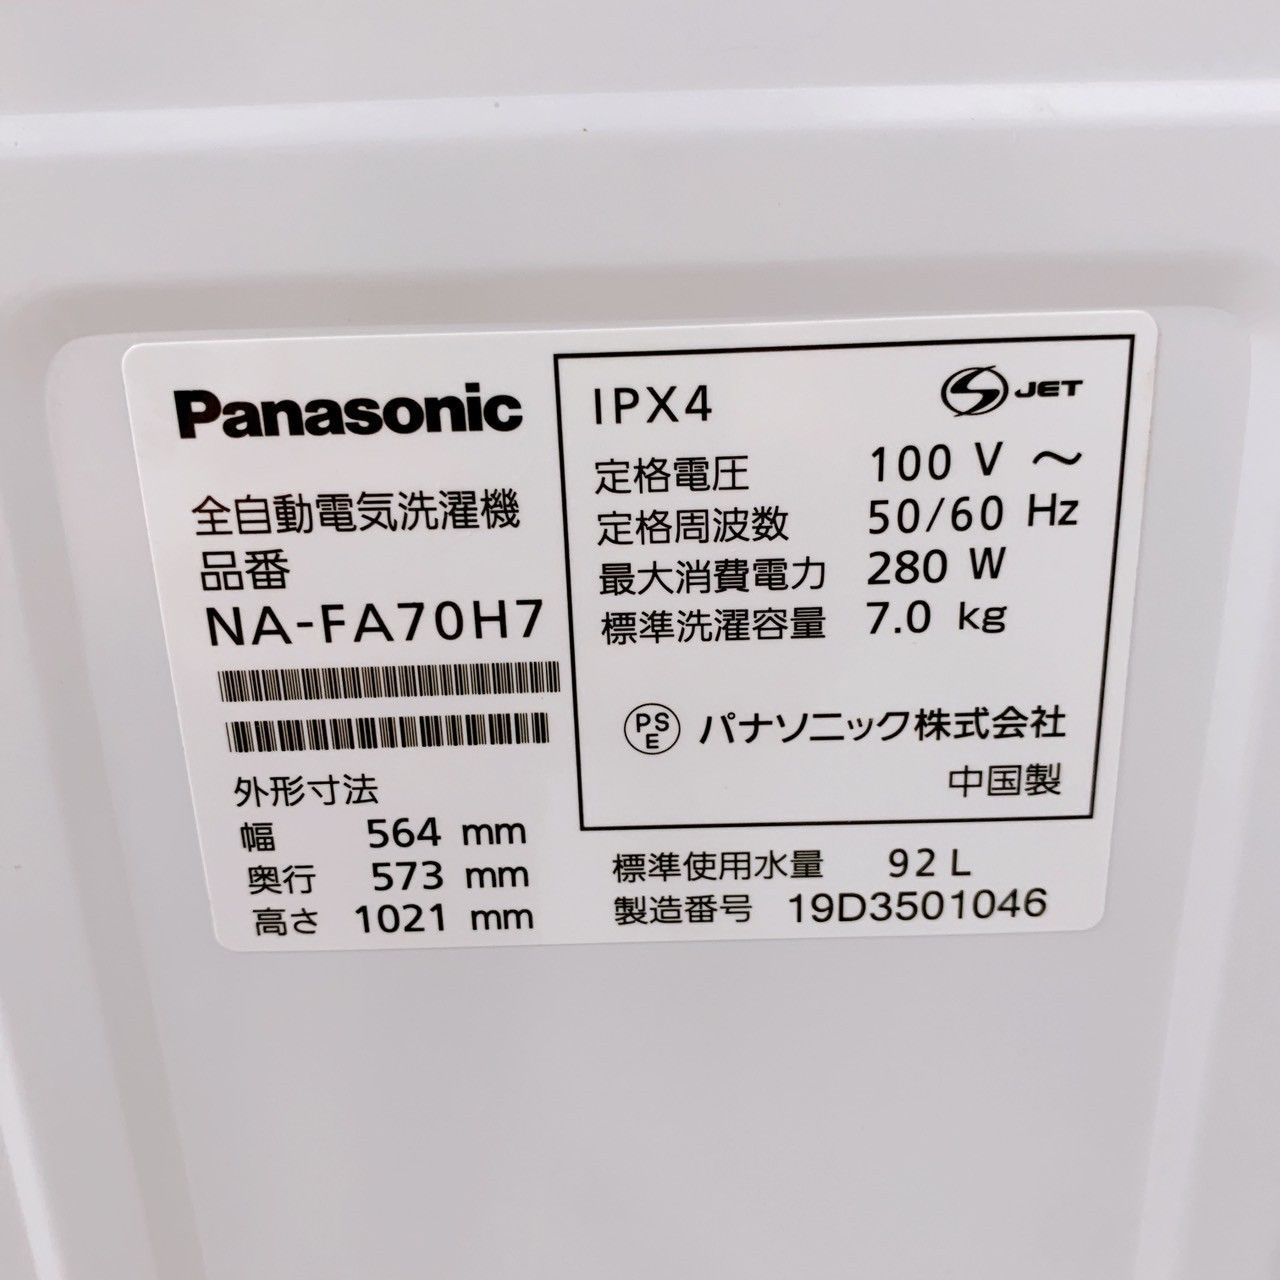 Panasonic
全自動電気洗濯機
品番
NA-FA70H7
外形寸法
幅 564 mm
奥行 573 mm
高さ 1021 mm
IPX4
S JET
定格電圧 100 V ～
定格周波数 50/60 Hz
最大消費電力 280 W
標準洗濯容量 7.0 kg
PS
E
パナソニック株式会社
中国製
標準使用水量 92 L
製造番号 19D3501046